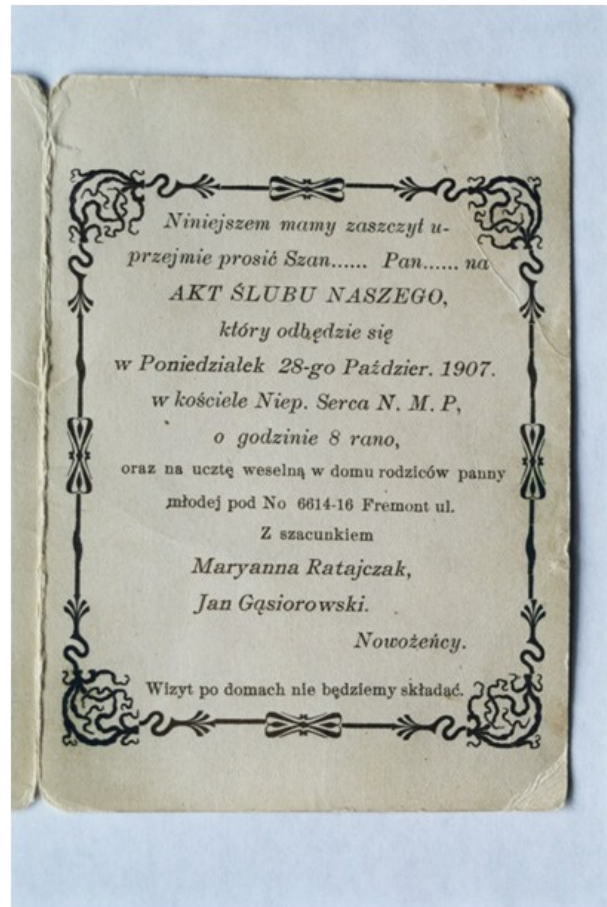 Niniejszem mamy zaszczyt u-
przejmie prosić Szan...... Pan...... na
AKT ŚLUBU NASZEGO,
który odbędzie się
w Poniedziałek 28-go Paździer. 1907.
w kościele Niep. Serca N. M. P,
o godzinie 8 rano,
oraz na ucztę weselną w domu rodziców panny
młodej pod No 6614-16 Fremont ul.
Z szacunkiem
Maryanna Ratajczak,
Jan Gąsiorowski.
Nowożeńcy.
Wizyt po domach nie będziemy składać.